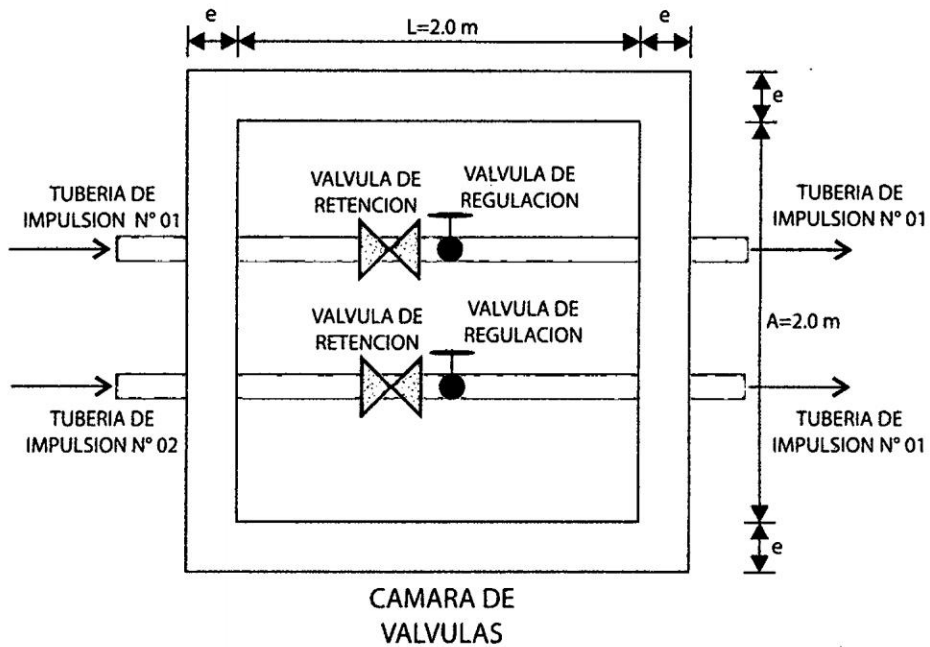 e
L=2.0 m
e
e
VALVULA DE
RETENCION
VALVULA DE
REGULACION
TUBERIA DE
IMPULSION N° 01
TUBERIA DE
IMPULSION N° 01
VALVULA DE
RETENCION
VALVULA DE
REGULACION
A=2.0 m
TUBERIA DE
IMPULSION N° 02
TUBERIA DE
IMPULSION N° 01
e
CAMARA DE
VALVULAS